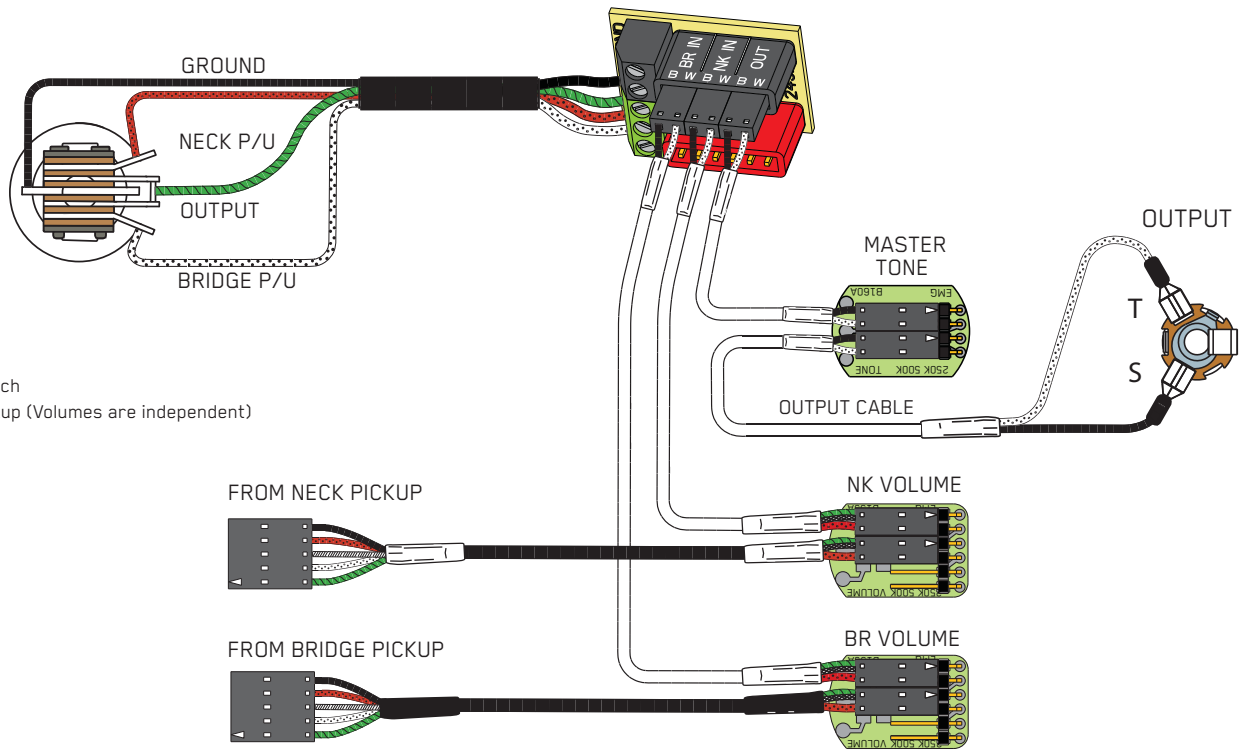 GROUND
NECK P/U
OUTPUT
BRIDGE P/U
BR IN
NK IN
OUT
B W B W B W
MASTER
TONE
B160A
EMG
TONE
250K 500K
OUTPUT
T
S
OUTPUT CABLE
ch
up (Volumes are independent)
FROM NECK PICKUP
NK VOLUME
VOLUME
250K 500K
FROM BRIDGE PICKUP
BR VOLUME
VOLUME
250K 500K